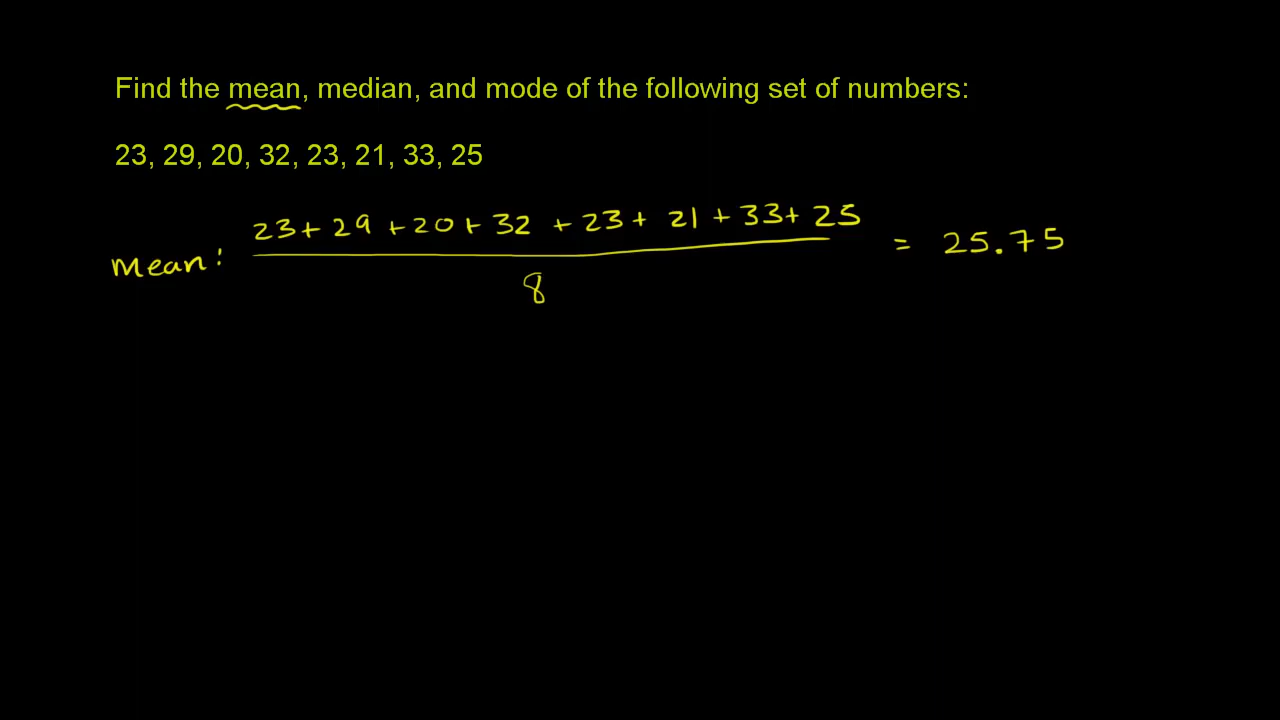 Find the mean, median, and mode of the following set of numbers:
23, 29, 20, 32, 23, 21, 33, 25
Mean: 23+ 29 +20+ 32 + 23+ 21 + 33+ 25 = 25.75
8